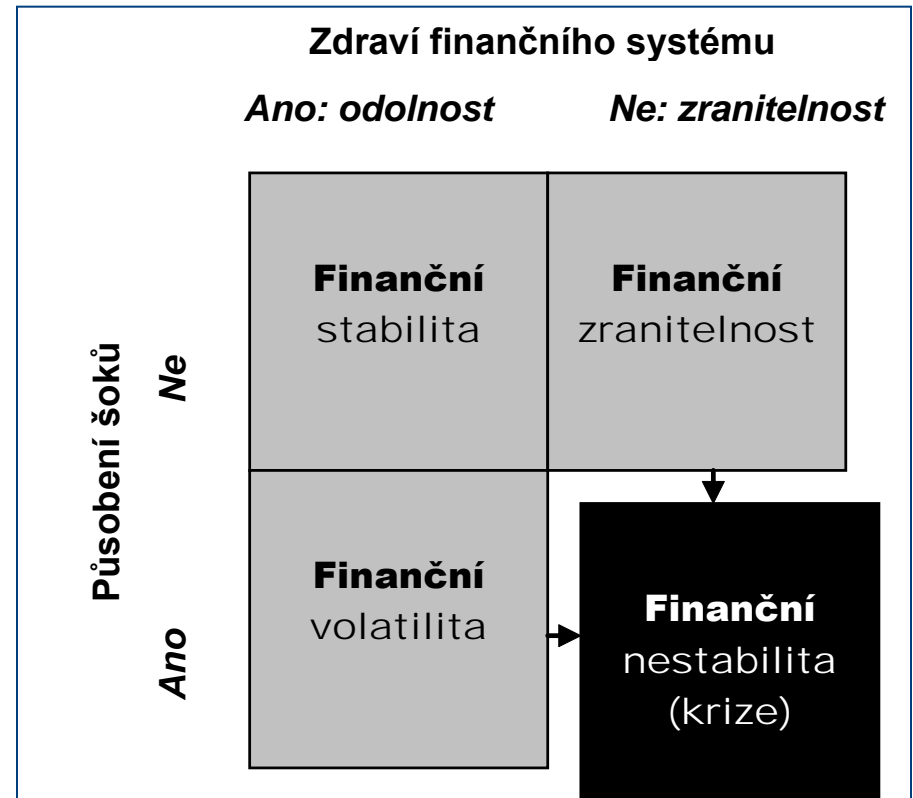 Zdraví finančního systému
Ano: odolnost
Ne: zranitelnost
Působení šoků
Ne
Finanční
stabilita
Finanční
zranitelnost
Ano
Finanční
volatilita
Finanční
nestabilita
(krize)